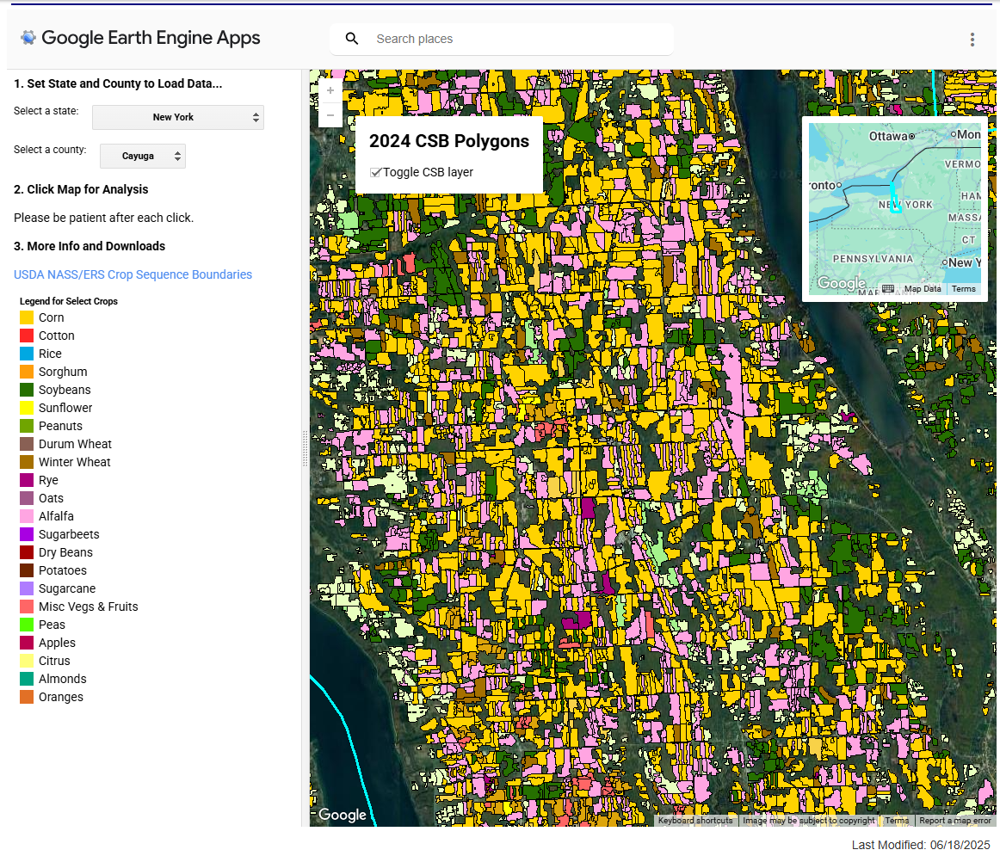 Google Earth Engine Apps
Search places
1. Set State and County to Load Data...
Select a state:
New York
Select a county:
Cayuga
2. Click Map for Analysis
Please be patient after each click.
3. More Info and Downloads
USDA NASS/ERS Crop Sequence Boundaries
Legend for Select Crops
Corn
Cotton
Rice
Sorghum
Soybeans
Sunflower
Peanuts
Durum Wheat
Winter Wheat
Rye
Oats
Alfalfa
Sugarbeets
Dry Beans
Potatoes
Sugarcane
Misc Vegs & Fruits
Peas
Apples
Citrus
Almonds
Oranges
+
−
2024 CSB Polygons
Toggle CSB layer
Ottawa
Mon
VERMO
ronto
NEW YORK
HAM
MASSA
CT
PENNSYLVANIA
New Y
Google
Map Data
Terms
Google
Keyboard shortcuts
Image may be subject to copyright
Terms
Report a map error
Last Modified: 06/18/2025